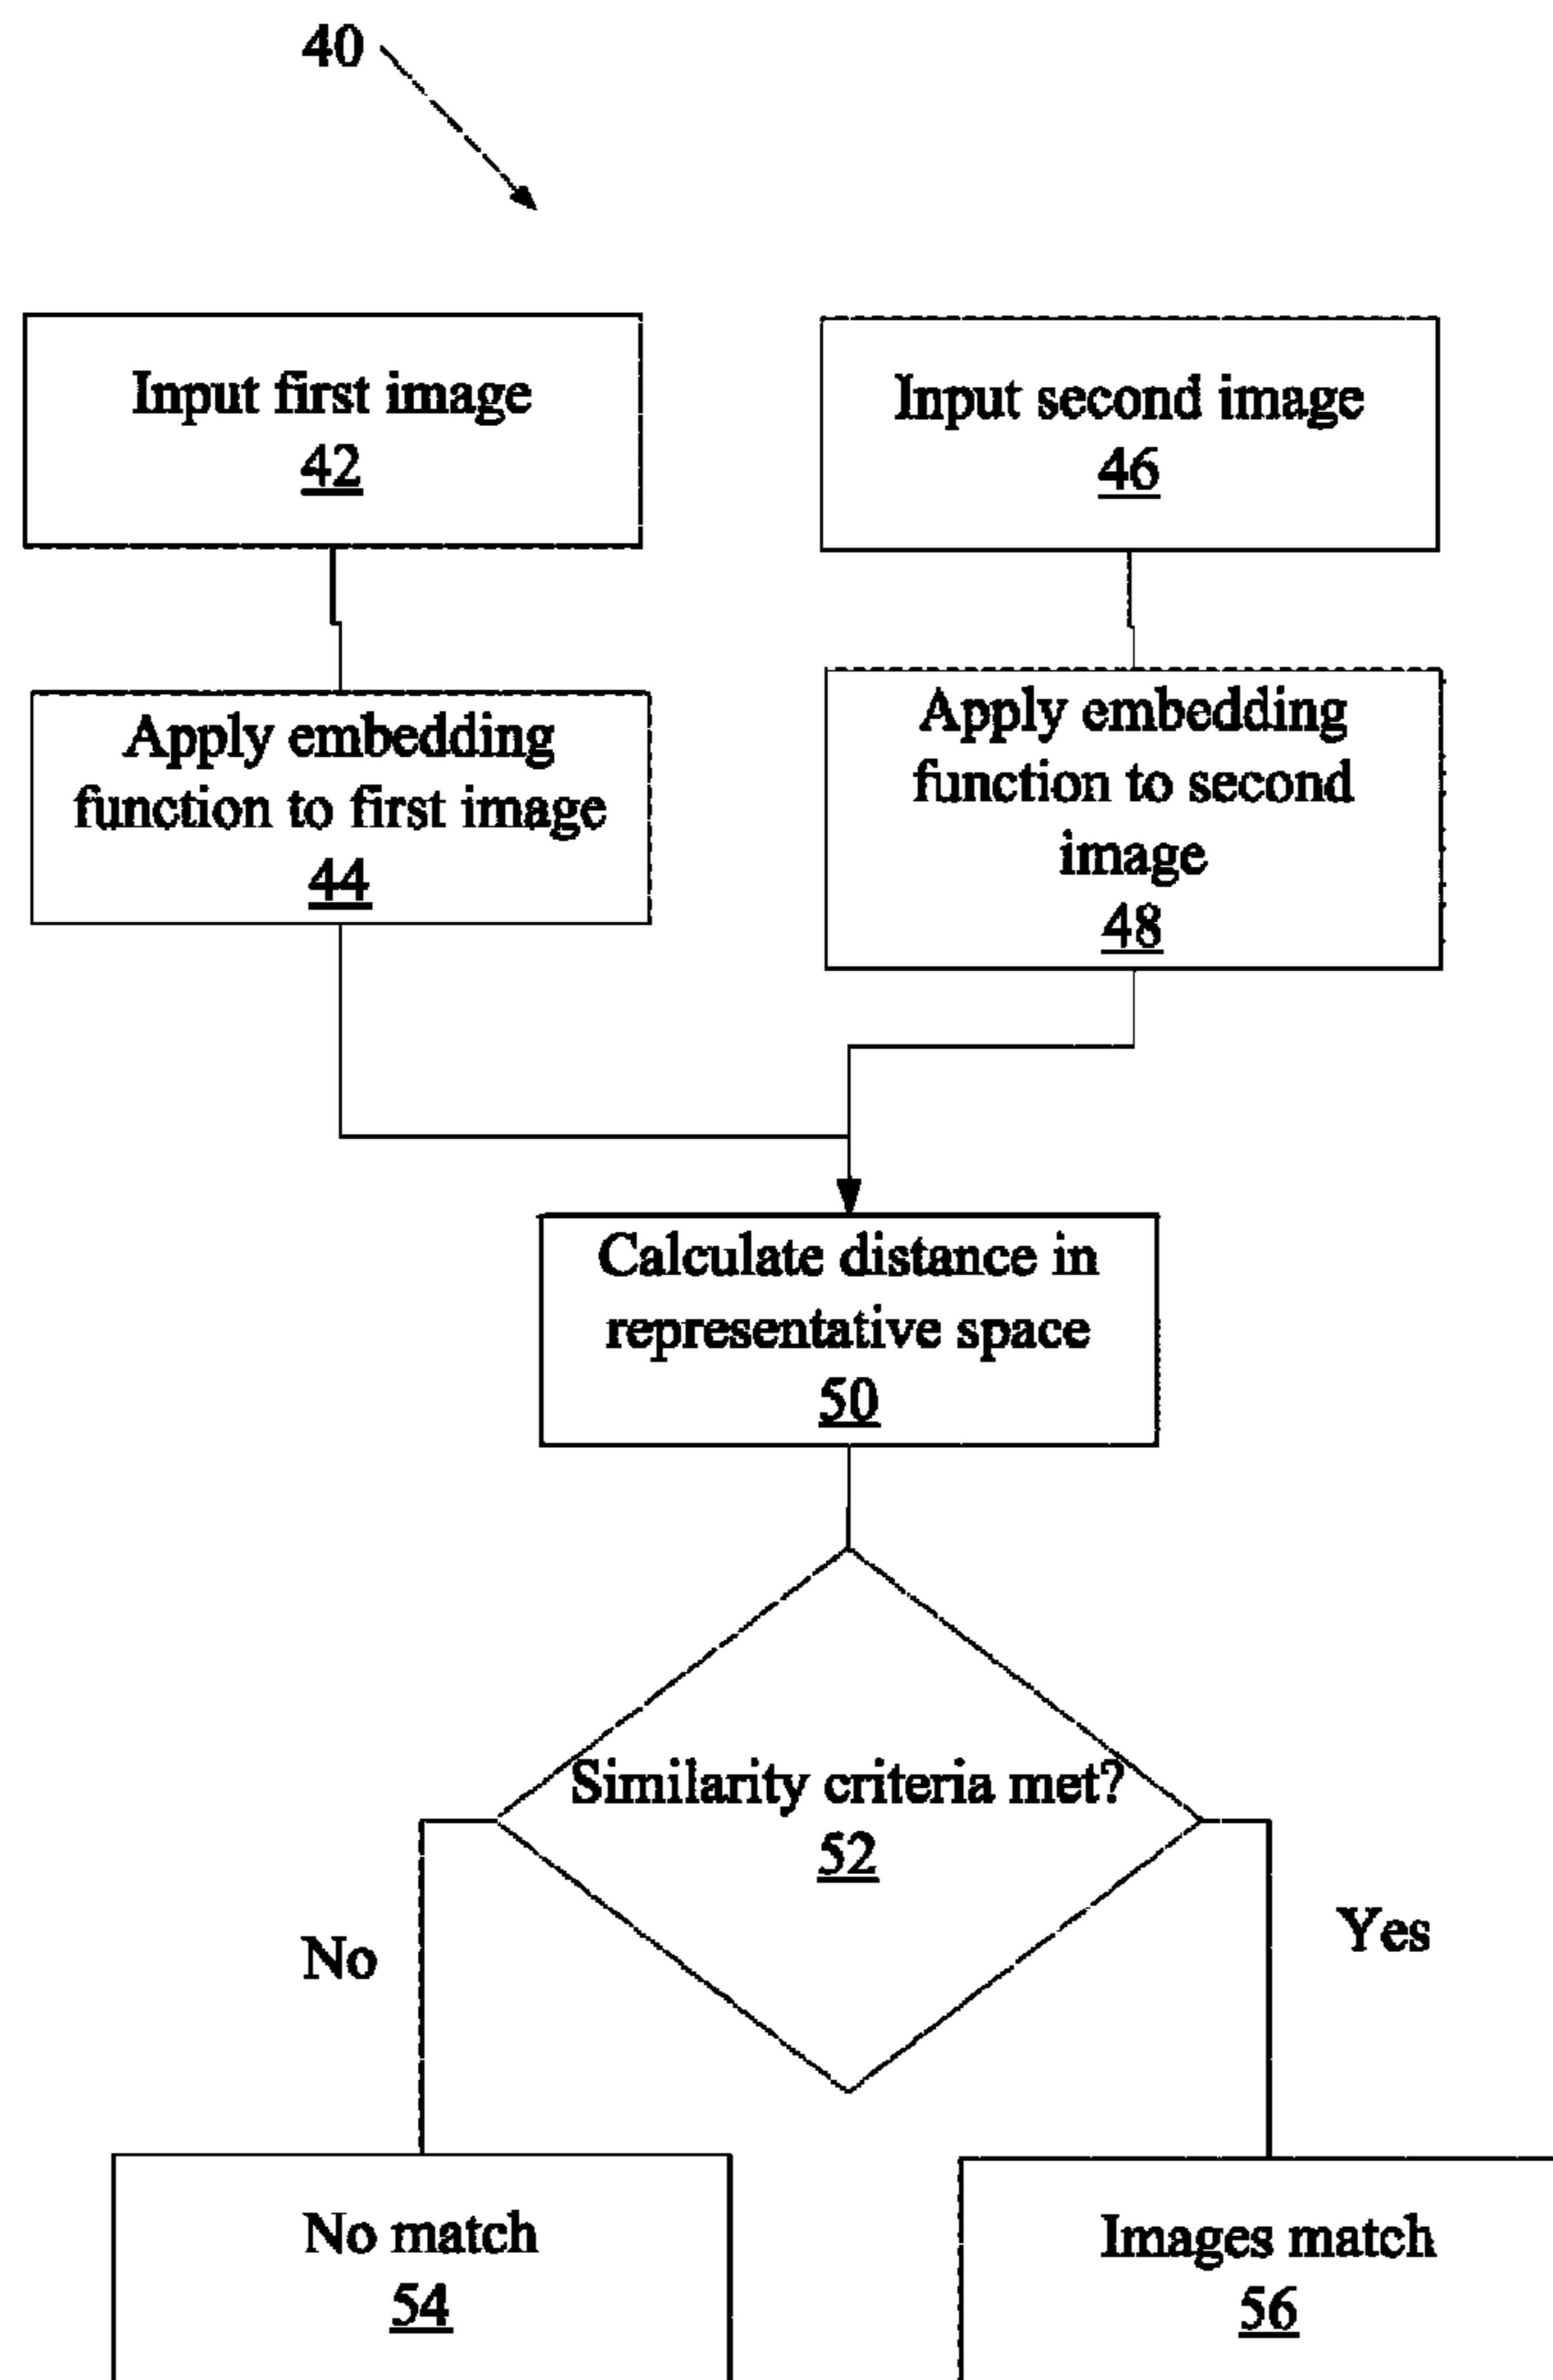 40
Input first image
42
Input second image
46
Apply embedding
function to first image
44
Apply embedding
function to second
image
48
Calculate distance in
representative space
50
Similarity criteria met?
52
No
Yes
No match
54
Images match
56